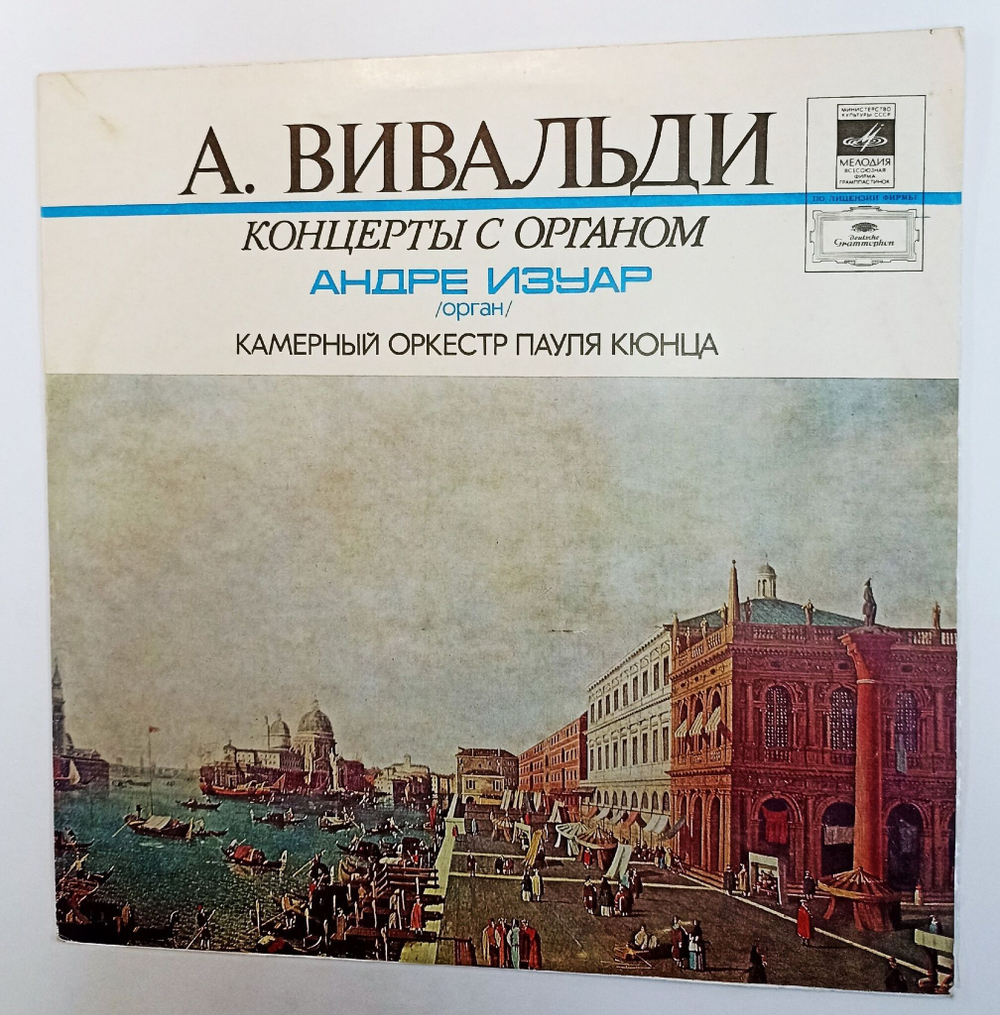 А. ВИВАЛЬДИ
КОНЦЕРТЫ С ОРГАНОМ
АНДРЕ ИЗУАР
/орган/
КАМЕРНЫЙ ОРКЕСТР ПАУЛЯ КЮНЦА
МИНИСТЕРСТВО
КУЛЬТУРЫ СССР
МЕЛОДИЯ
ВСЕСОЮЗНАЯ
ФИРМА
ГРАМПЛАСТИНОК
ПО ЛИЦЕНЗИИ ФИРМЫ
Deutsche
Grammophon